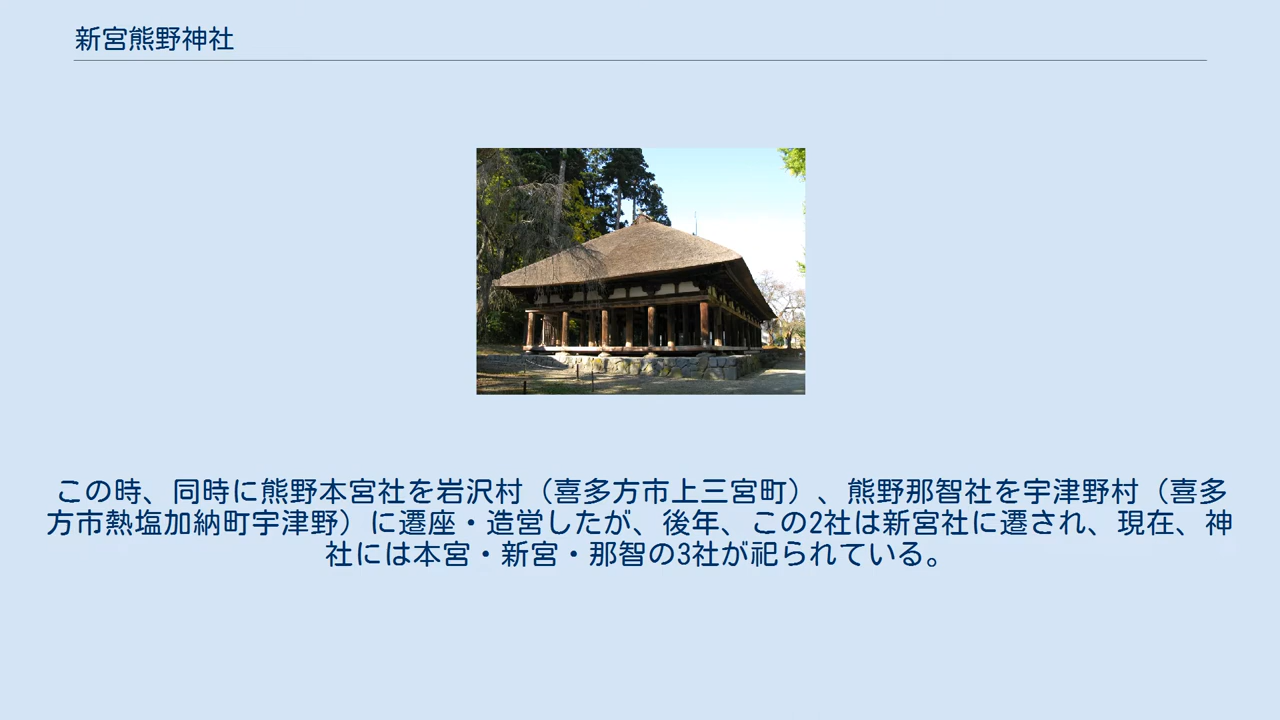 新宮熊野神社
この時、同時に熊野本宮社を岩沢村（喜多方市上三宮町）、熊野那智社を宇津野村（喜多
方市熱塩加納町宇津野）に遷座・造営したが、後年、この2社は新宮社に遷され、現在、神
社には本宮・新宮・那智の3社が祀られている。